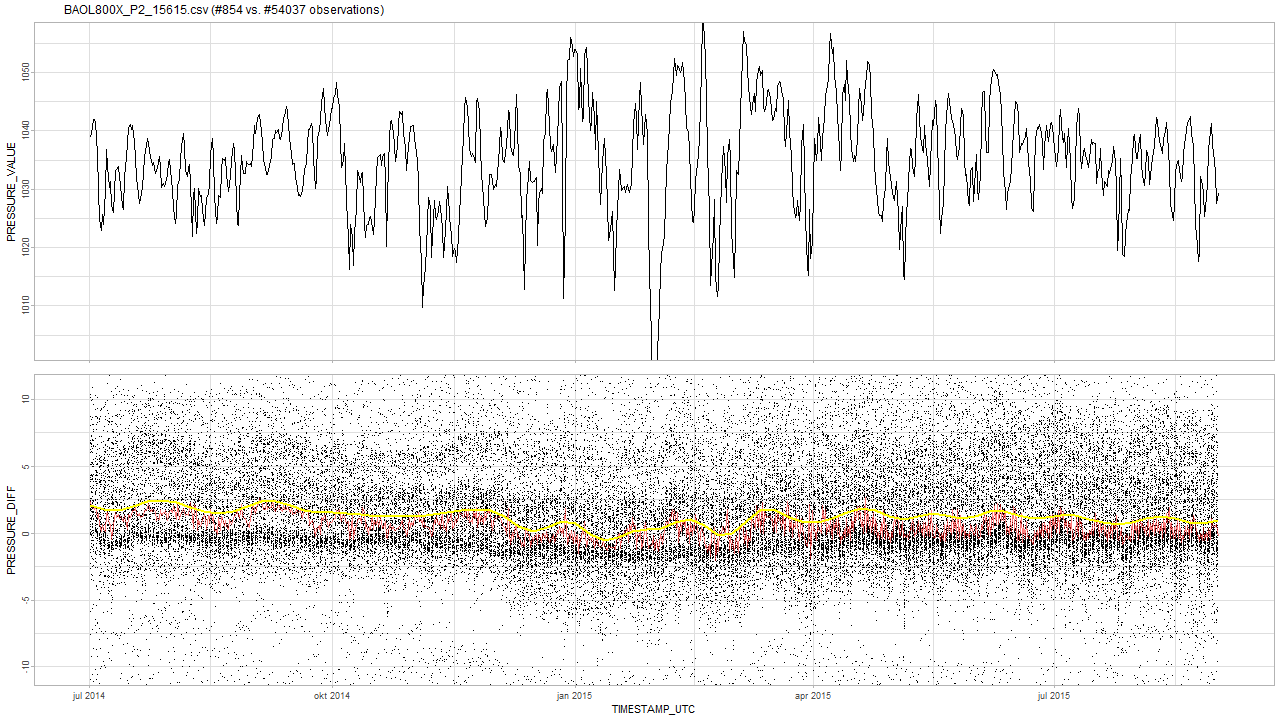 BAOL800X_P2_15615.csv (#854 vs. #54037 observations)
PRESSURE_VALUE
1050
1040
1030
1020
1010
PRESSURE_DIFF
10
5
0
-5
-10
jul 2014 okt 2014 jan 2015 apr 2015 jul 2015
TIMESTAMP_UTC